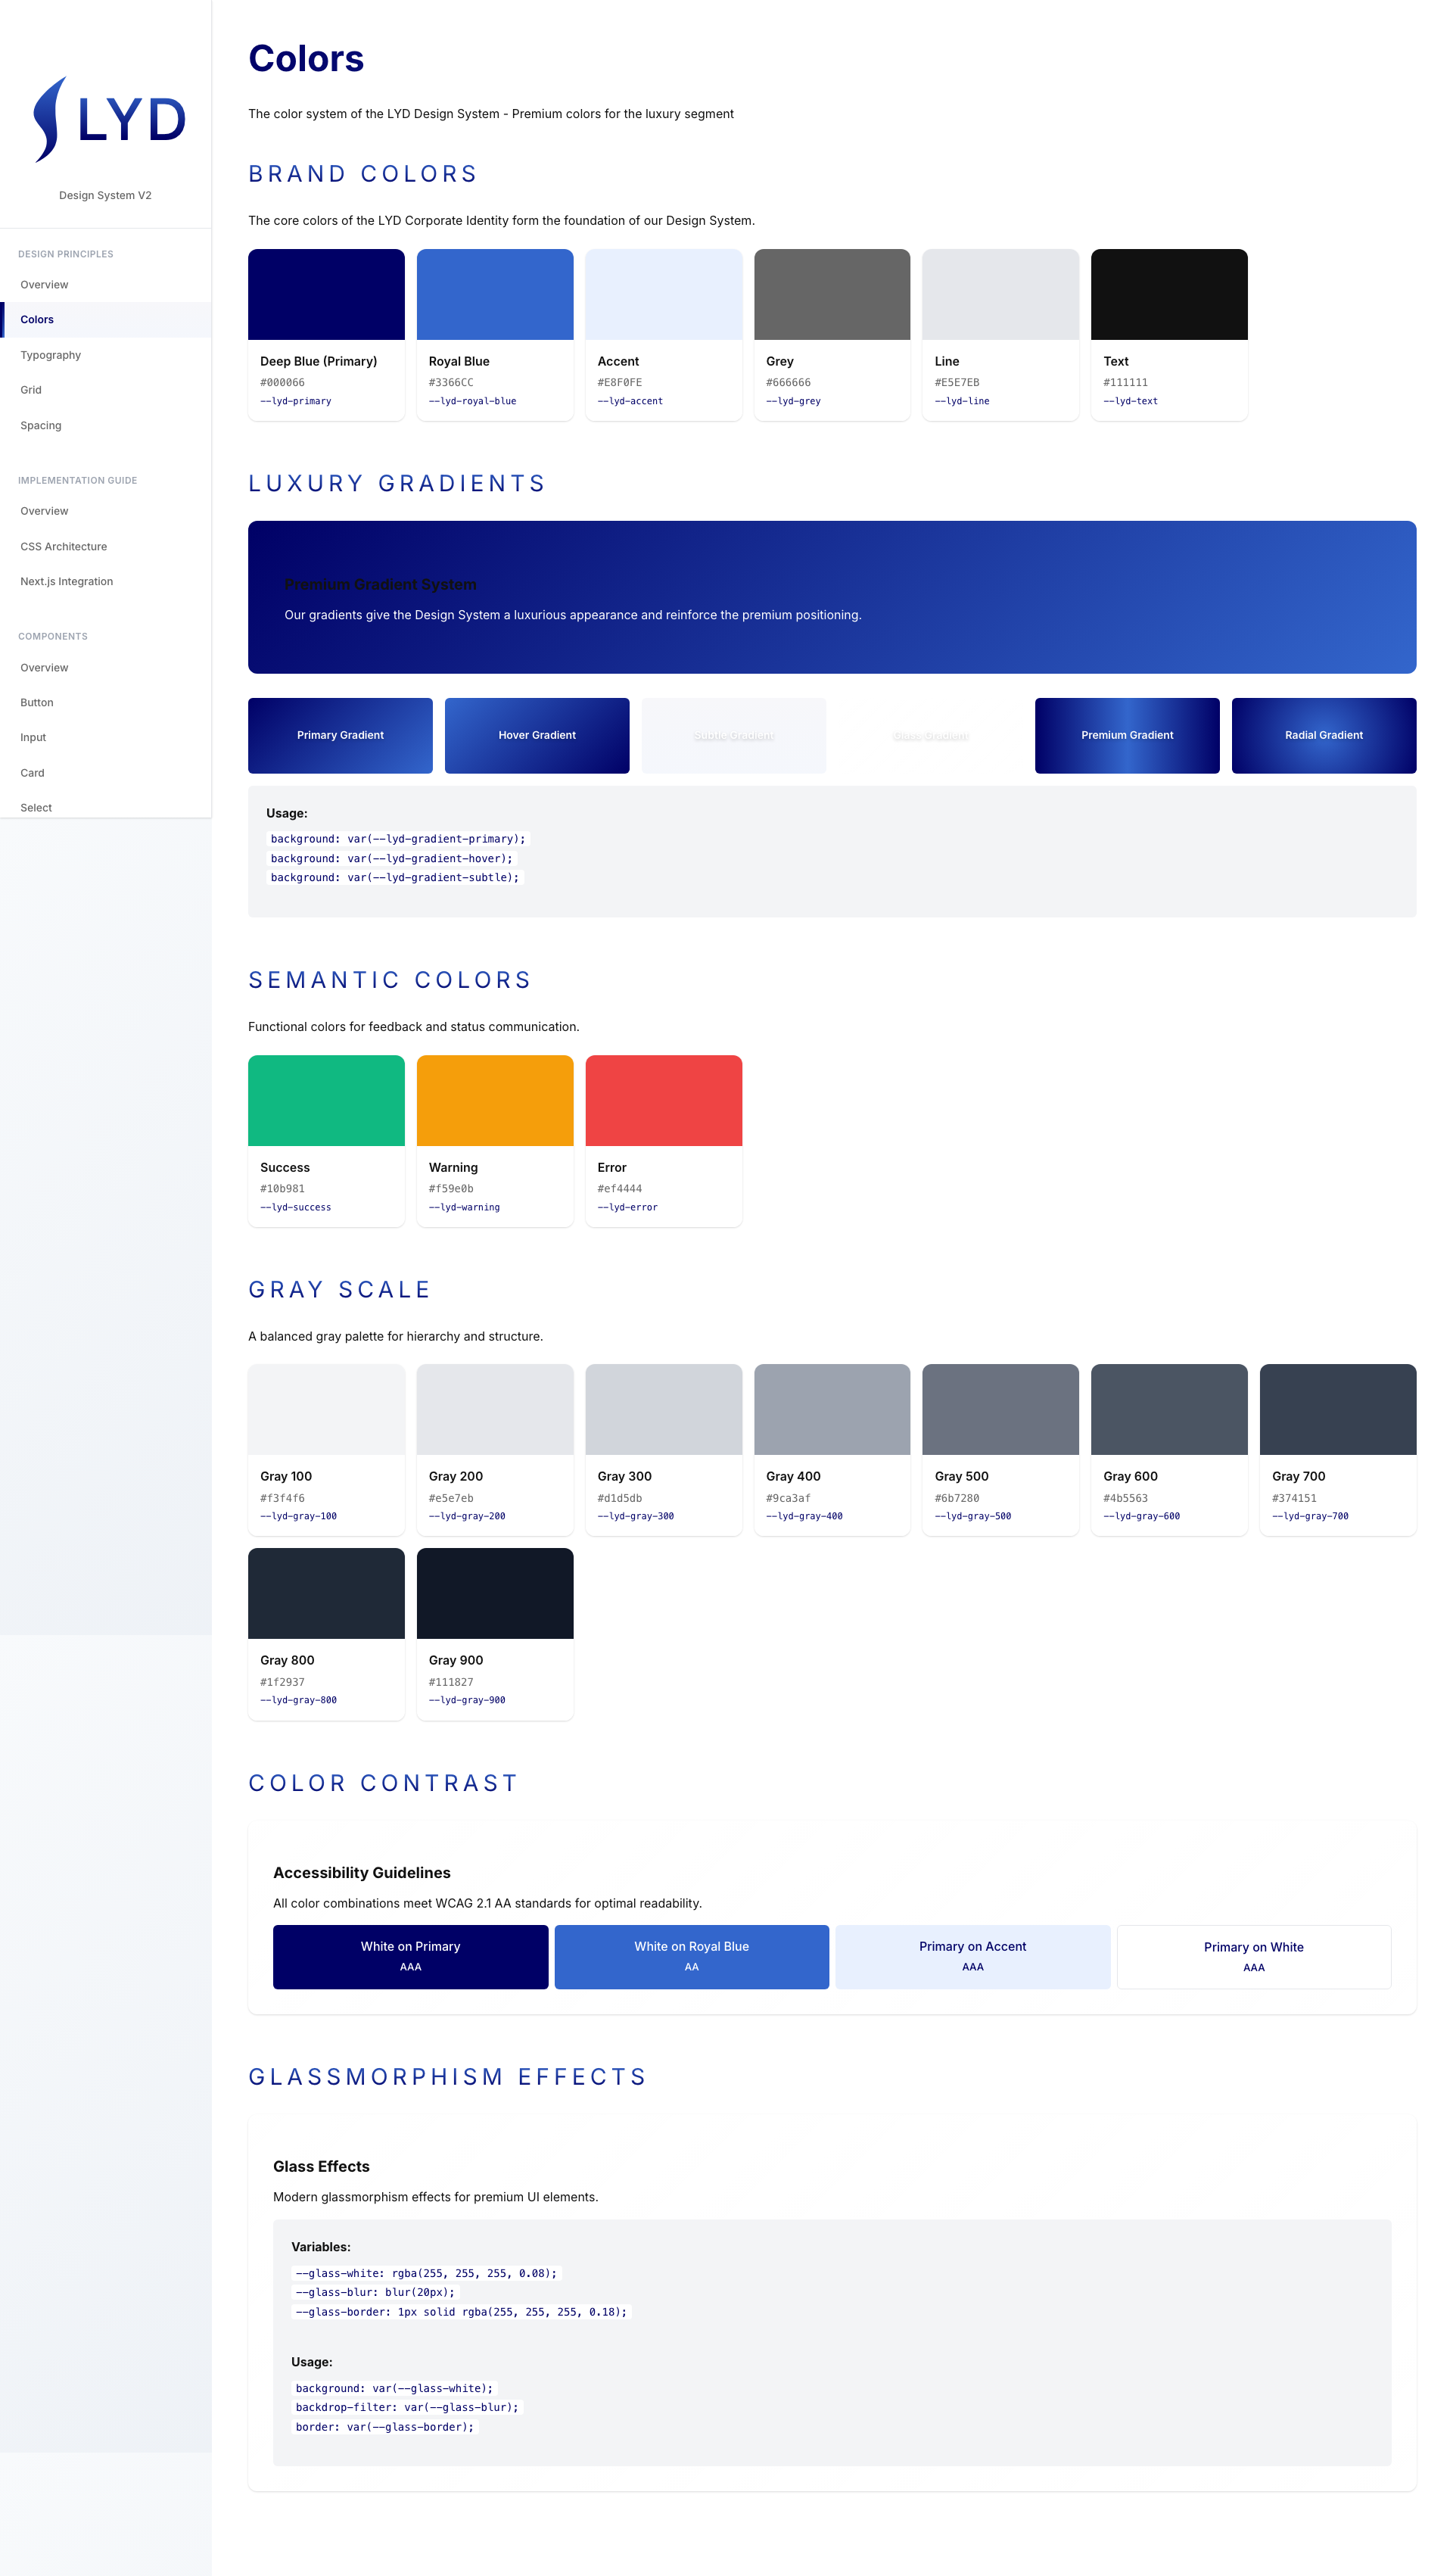 LYD
Design System V2
DESIGN PRINCIPLES
Overview
Colors
Typography
Grid
Spacing
IMPLEMENTATION GUIDE
Overview
CSS Architecture
Next.js Integration
COMPONENTS
Overview
Button
Input
Card
Select
Colors
The color system of the LYD Design System - Premium colors for the luxury segment
BRAND COLORS
The core colors of the LYD Corporate Identity form the foundation of our Design System.
Deep Blue (Primary)
#000066
--lyd-primary
Royal Blue
#3366CC
--lyd-royal-blue
Accent
#E8F0FE
--lyd-accent
Grey
#666666
--lyd-grey
Line
#E5E7EB
--lyd-line
Text
#111111
--lyd-text
LUXURY GRADIENTS
Premium Gradient System
Our gradients give the Design System a luxurious appearance and reinforce the premium positioning.
Primary Gradient
Hover Gradient
Subtle Gradient
Glass Gradient
Premium Gradient
Radial Gradient
Usage:
background: var(--lyd-gradient-primary);
background: var(--lyd-gradient-hover);
background: var(--lyd-gradient-subtle);
SEMANTIC COLORS
Functional colors for feedback and status communication.
Success
#10b981
--lyd-success
Warning
#f59e0b
--lyd-warning
Error
#ef4444
--lyd-error
GRAY SCALE
A balanced gray palette for hierarchy and structure.
Gray 100
#f3f4f6
--lyd-gray-100
Gray 200
#e5e7eb
--lyd-gray-200
Gray 300
#d1d5db
--lyd-gray-300
Gray 400
#9ca3af
--lyd-gray-400
Gray 500
#6b7280
--lyd-gray-500
Gray 600
#4b5563
--lyd-gray-600
Gray 700
#374151
--lyd-gray-700
Gray 800
#1f2937
--lyd-gray-800
Gray 900
#111827
--lyd-gray-900
COLOR CONTRAST
Accessibility Guidelines
All color combinations meet WCAG 2.1 AA standards for optimal readability.
White on Primary
AAA
White on Royal Blue
AA
Primary on Accent
AAA
Primary on White
AAA
GLASSMORPHISM EFFECTS
Glass Effects
Modern glassmorphism effects for premium UI elements.
Variables:
--glass-white: rgba(255, 255, 255, 0.08);
--glass-blur: blur(20px);
--glass-border: 1px solid rgba(255, 255, 255, 0.18);
Usage:
background: var(--glass-white);
backdrop-filter: var(--glass-blur);
border: var(--glass-border);